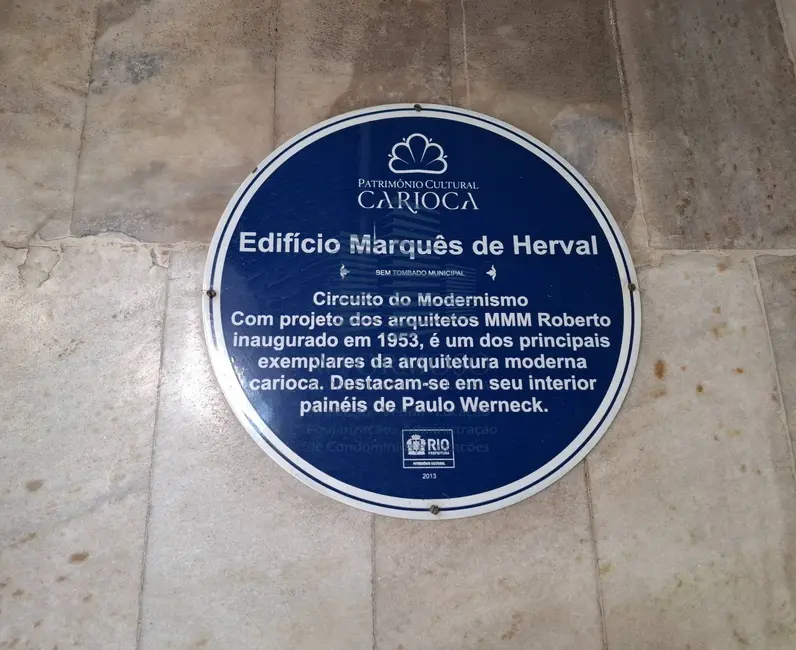 PATRIMÔNIO CULTURAL
CARIOCA
Edifício Marquês de Herval
BEM TOMBADO MUNICIPAL
Circuito do Modernismo
Com projeto dos arquitetos MMM Roberto
inaugurado em 1953, é um dos principais
exemplares da arquitetura moderna
carioca. Destacam-se em seu interior
painéis de Paulo Werneck.
RIO
PREFEITURA
PATRIMÔNIO CULTURAL
2013